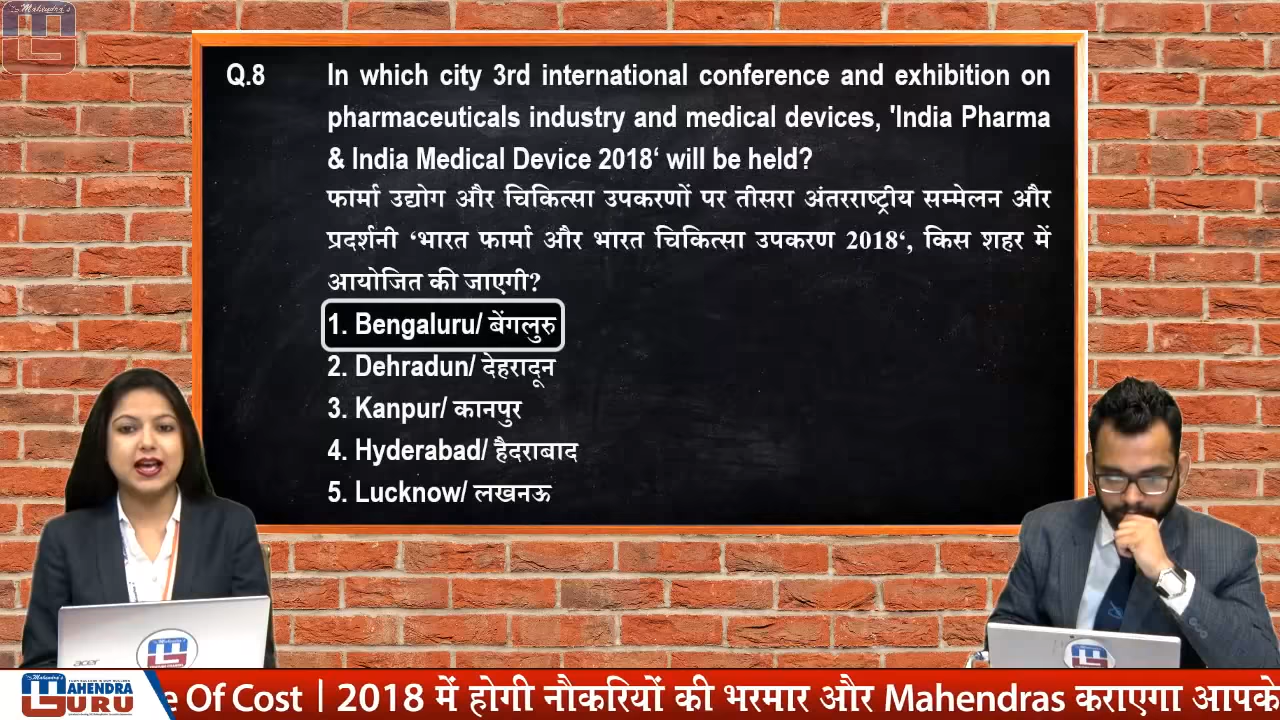 Mahendra's
Q.8 In which city 3rd international conference and exhibition on
pharmaceuticals industry and medical devices, 'India Pharma
& India Medical Device 2018‘ will be held?
फार्मा उद्योग और चिकित्सा उपकरणों पर तीसरा अंतरराष्ट्रीय सम्मेलन और
प्रदर्शनी ‘भारत फार्मा और भारत चिकित्सा उपकरण 2018‘, किस शहर में
आयोजित की जाएगी?
1. Bengaluru/ बेंगलुरु
2. Dehradun/ देहरादून
3. Kanpur/ कानपुर
4. Hyderabad/ हैदराबाद
5. Lucknow/ लखनऊ
acer
Mahendra's
MAHENDRA
GURU
e Of Cost | 2018 में होगी नौकरियों की भरमार और Mahendras कराएगा आपके